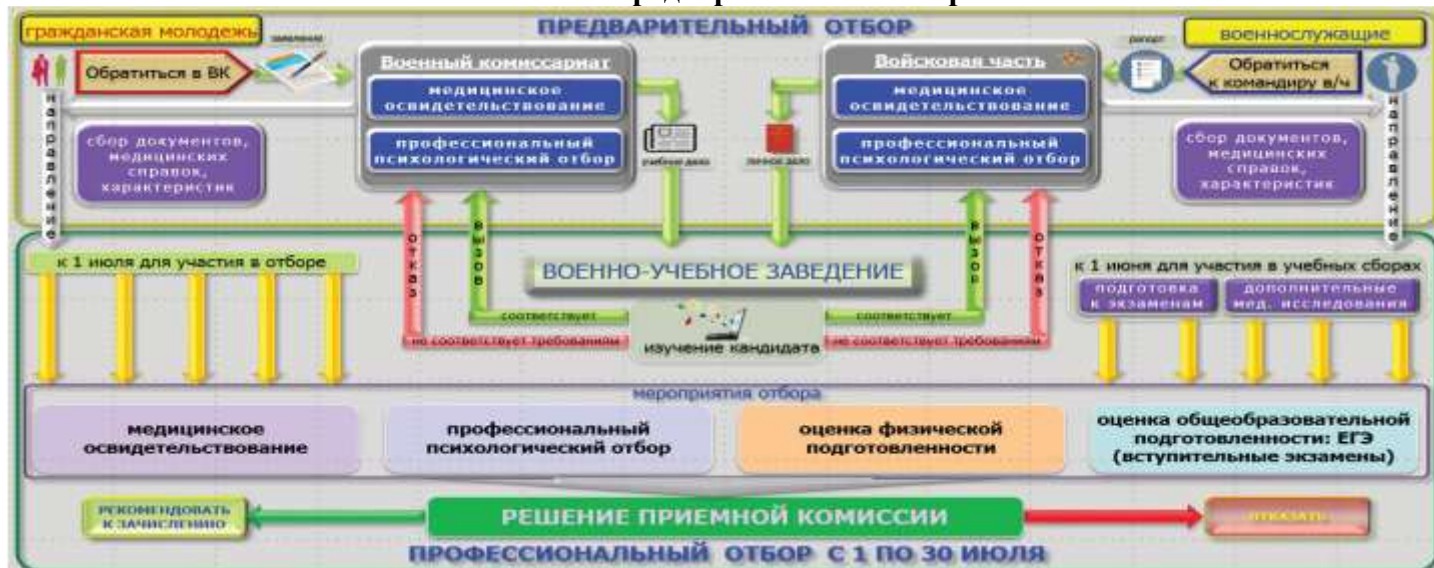 ПРЕДВАРИТЕЛЬНЫЙ ОТБОР
гражданская молодежь
заявление
Обратиться в ВК
направление
сбор документов,
медицинских
справок,
характеристик
Военный комиссариат
медицинское
освидетельствование
профессиональный
психологический отбор
учебное дело
личное дело
Войсковая часть
медицинское
освидетельствование
профессиональный
психологический отбор
рапорт
военнослужащие
Обратиться
к командиру в/ч
направление
сбор документов,
медицинских
справок,
характеристик
отказ
вызов
вызов
отказ
к 1 июля для участия в отборе
ВОЕННО-УЧЕБНОЕ ЗАВЕДЕНИЕ
к 1 июня для участия в учебных сборах
подготовка
к экзаменам
дополнительные
мед. исследования
соответствует
соответствует
не соответствует требованиям
изучение кандидата
не соответствует требованиям
мероприятия отбора
медицинское
освидетельствование
профессиональный
психологический отбор
оценка физической
подготовленности
оценка общеобразовательной
подготовленности: ЕГЭ
(вступительные экзамены)
РЕКОМЕНДОВАТЬ
К ЗАЧИСЛЕНИЮ
РЕШЕНИЕ ПРИЕМНОЙ КОМИССИИ
ОТКАЗАТЬ
ПРОФЕССИОНАЛЬНЫЙ ОТБОР С 1 ПО 30 ИЮЛЯ